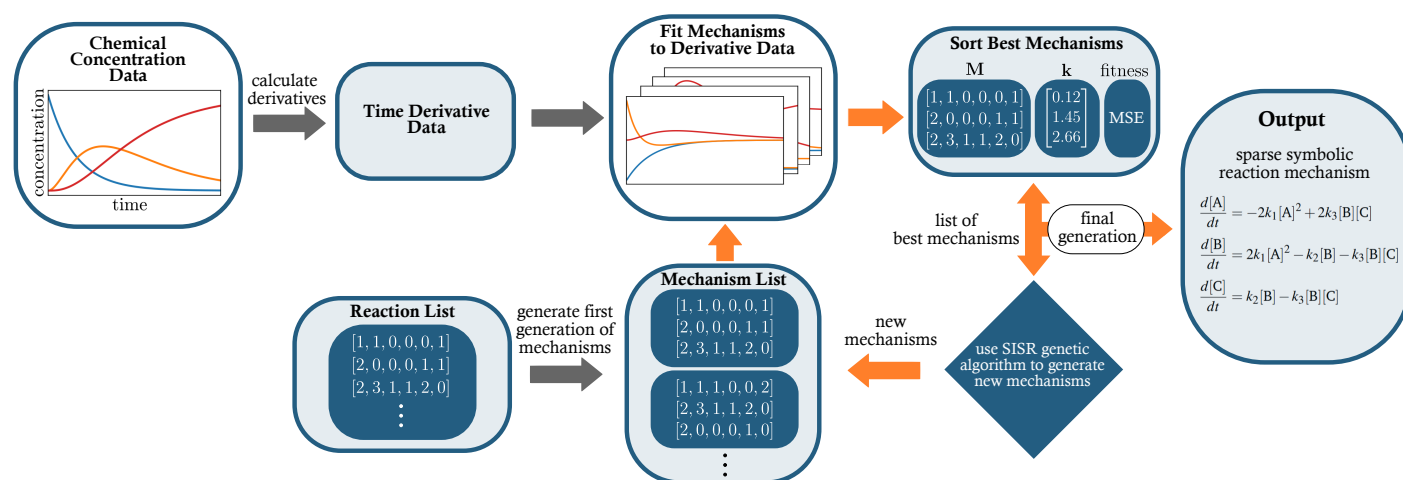 Chemical
Concentration
Data
concentration
time
calculate
derivatives
Time Derivative
Data
Fit Mechanisms
to Derivative Data
Sort Best Mechanisms
M k fitness
[1, 1, 0, 0, 0, 1]
[2, 0, 0, 0, 1, 1]
[2, 3, 1, 1, 2, 0]
0.12
1.45
2.66
MSE
list of
best mechanisms
final
generation
Output
sparse symbolic
reaction mechanism
d[A]/dt = −2k₁[A]² + 2k₃[B][C]
d[B]/dt = 2k₁[A]² − k₂[B] − k₃[B][C]
d[C]/dt = k₂[B] − k₃[B][C]
Reaction List
[1, 1, 0, 0, 0, 1]
[2, 0, 0, 0, 1, 1]
[2, 3, 1, 1, 2, 0]
generate first
generation of
mechanisms
Mechanism List
[1, 1, 0, 0, 0, 1]
[2, 0, 0, 0, 1, 1]
[2, 3, 1, 1, 2, 0]
[1, 1, 1, 0, 0, 2]
[2, 3, 1, 1, 2, 0]
[2, 0, 0, 0, 1, 0]
new
mechanisms
use SISR genetic
algorithm to generate
new mechanisms